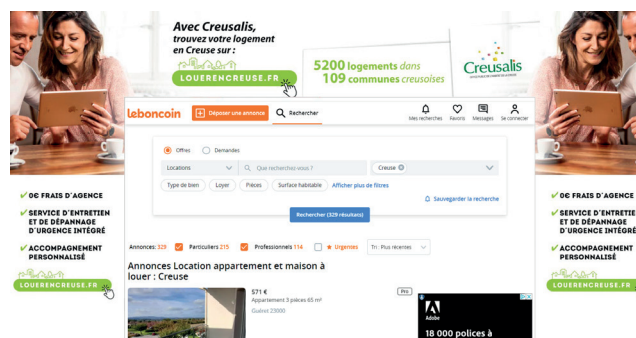 Avec Creusalis,
trouvez votre logement
en Creuse sur :
LOUERENCREUSE.FR
5200 logements dans
109 communes creusoises
Creusalis
leboncoin
Déposer une annonce
Rechercher
Mes recherches
Favoris
Messages
Se connecter
Offres
Demandes
Locations
Que recherchez-vous ?
Creuse
Type de bien
Loyer
Pièces
Surface habitable
Afficher plus de filtres
Sauvegarder la recherche
Rechercher (329 résultats)
Annonces: 329
Particuliers 215
Professionnels 114
Urgentes
Tri : Plus récentes
Annonces Location appartement et maison à
louer : Creuse
571 €
Appartement 3 pièces 65 m²
Guéret 23000
Pro
Adobe
18 000 polices à
0€ FRAIS D'AGENCE
SERVICE D'ENTRETIEN
ET DE DÉPANNAGE
D'URGENCE INTÉGRÉ
ACCOMPAGNEMENT
PERSONNALISÉ
LOUERENCREUSE.FR
0€ FRAIS D'AGENCE
SERVICE D'ENTRETIE
ET DE DÉPANNAGE
D'URGENCE INTÉGRÉ
ACCOMPAGNEMENT
PERSONNALISÉ
LOUERENCREUSE.FR